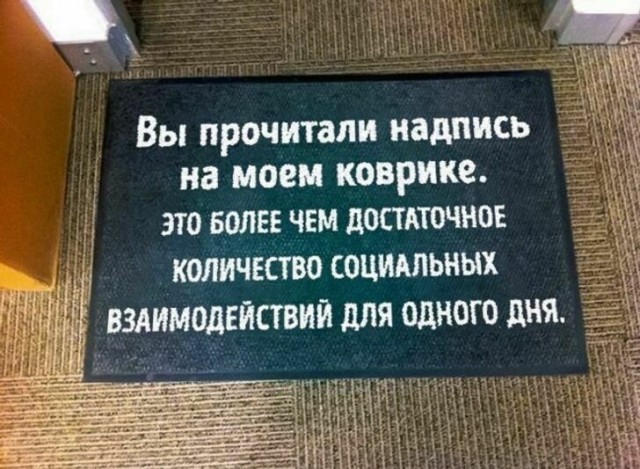 Вы прочитали надпись
на моем коврике.
ЭТО БОЛЕЕ ЧЕМ ДОСТАТОЧНОЕ
КОЛИЧЕСТВО СОЦИАЛЬНЫХ
ВЗАИМОДЕЙСТВИЙ ДЛЯ ОДНОГО ДНЯ.